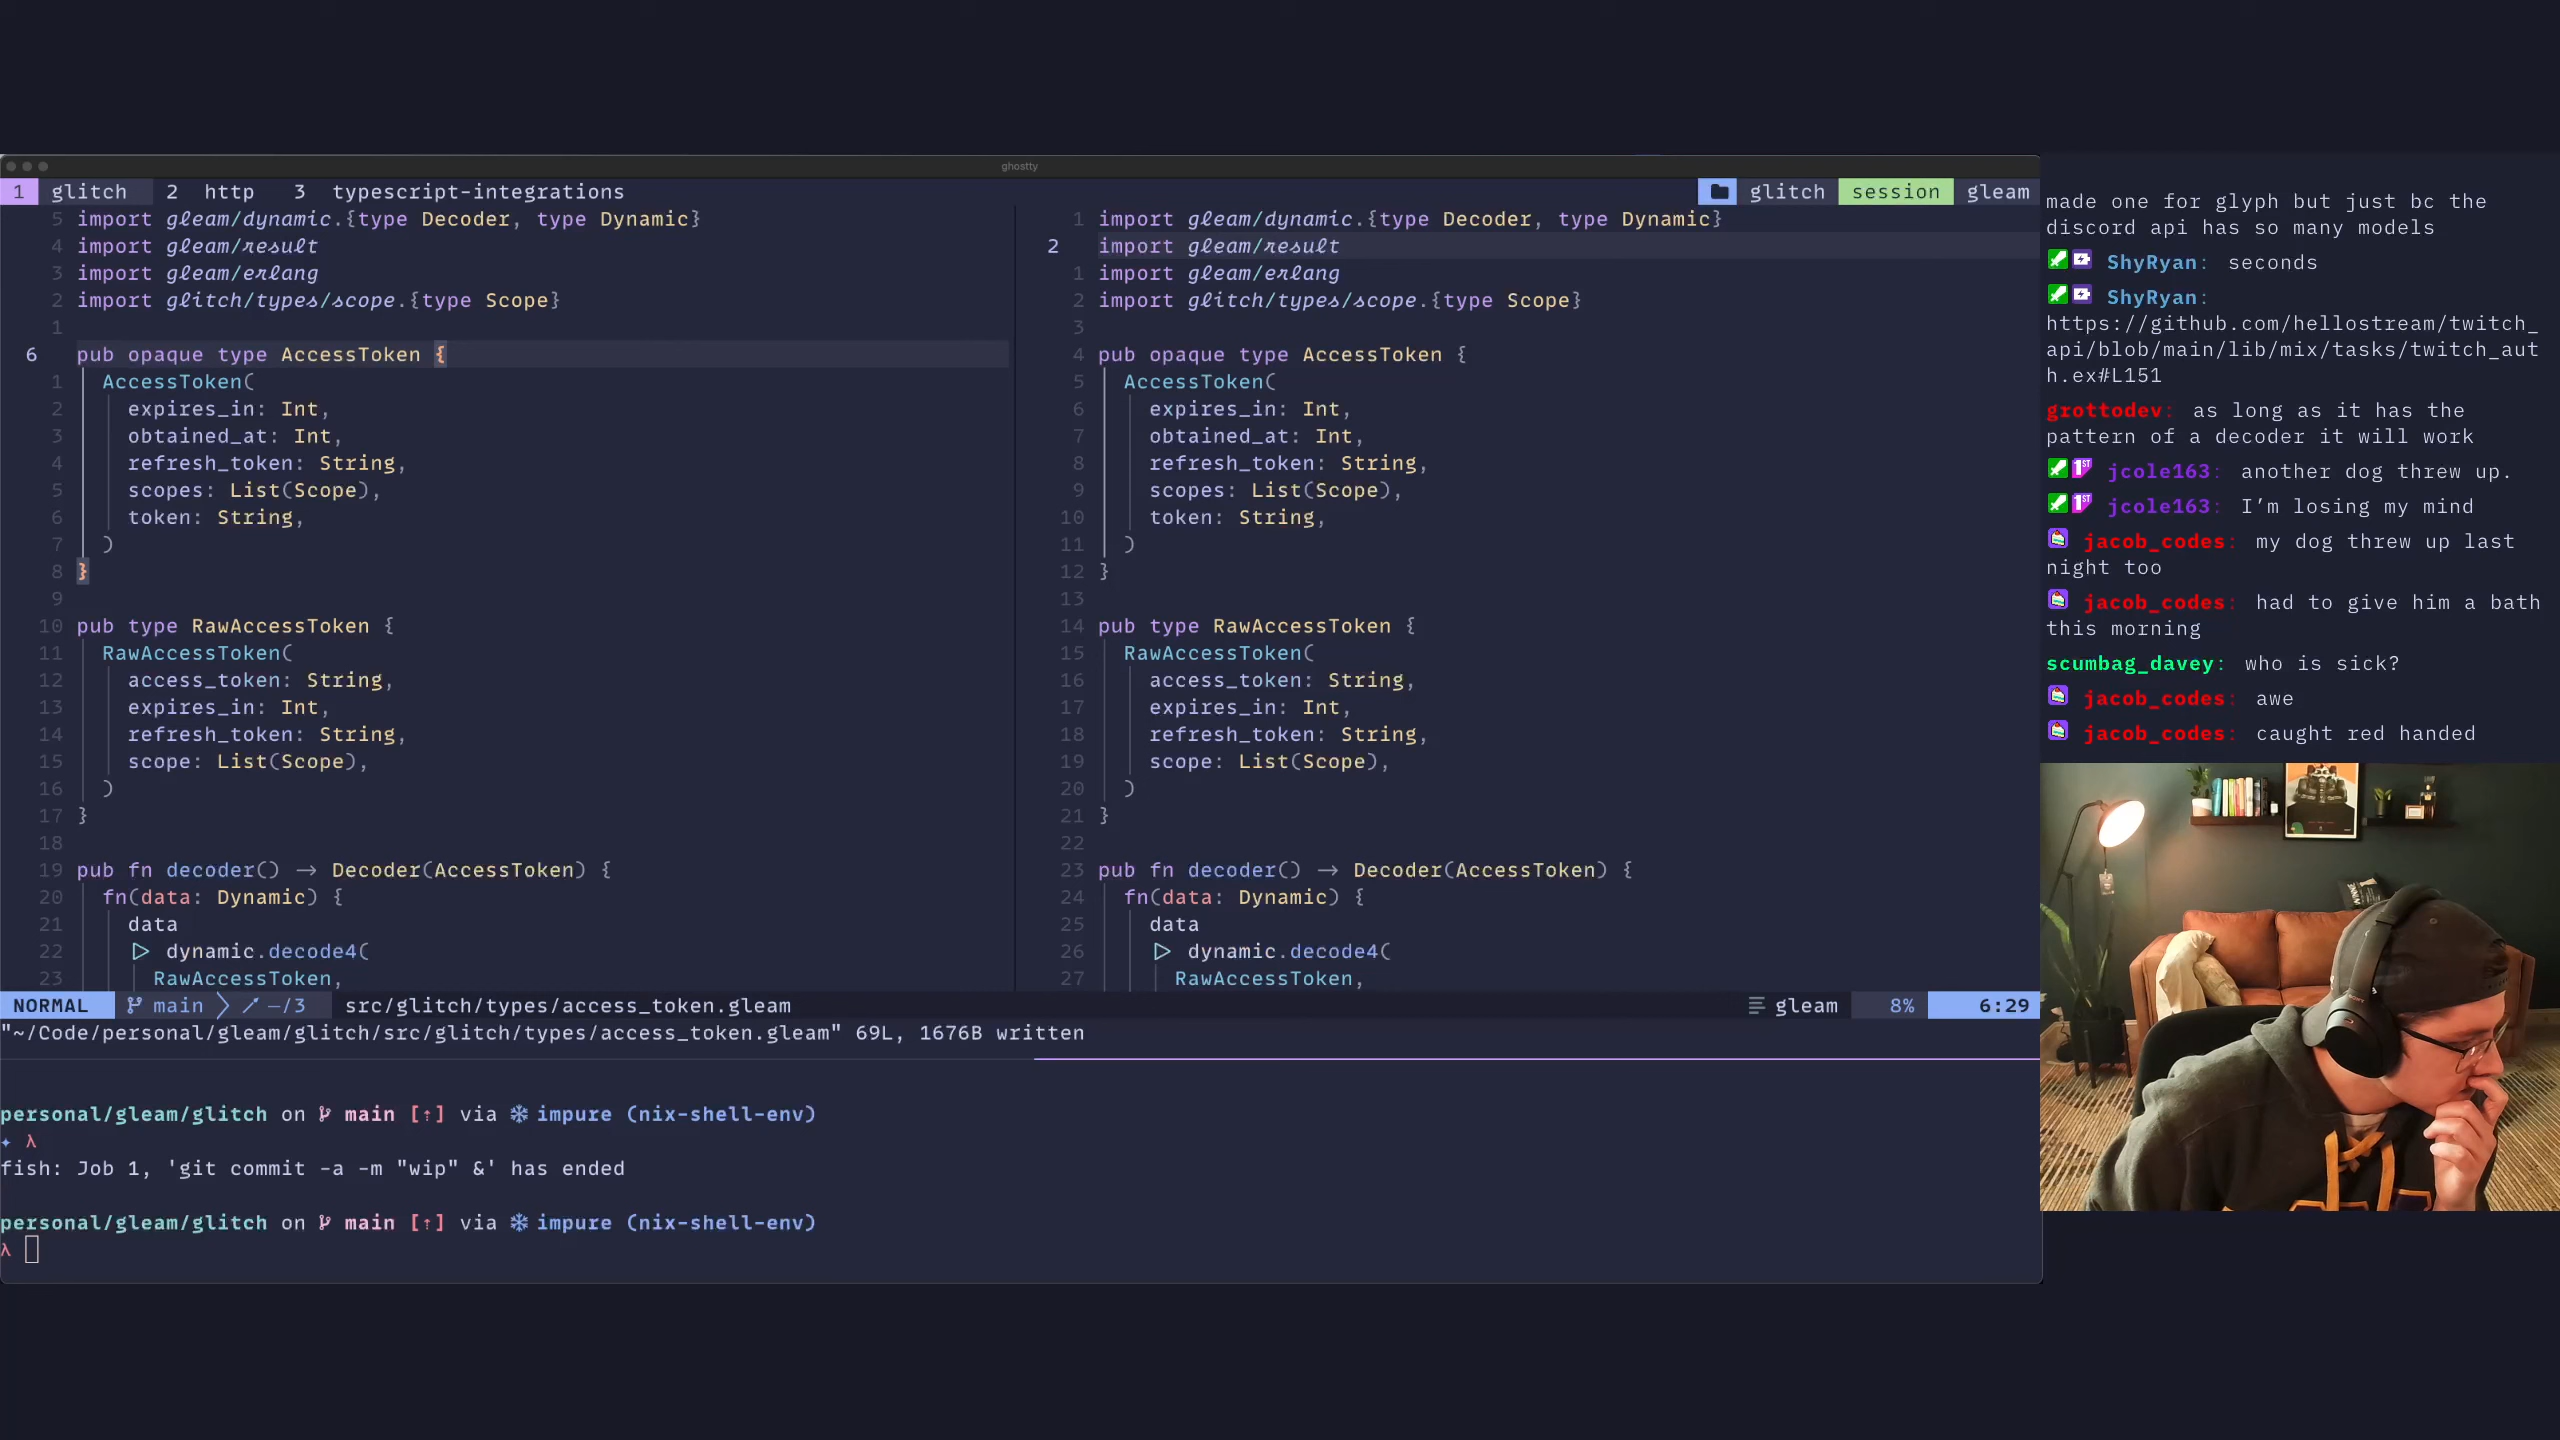 ghostty
1 glitch 2 http 3 typescript-integrations
glitch session gleam
5 import gleam/dynamic.{type Decoder, type Dynamic}
4 import gleam/result
3 import gleam/erlang
2 import glitch/types/scope.{type Scope}
1
6 pub opaque type AccessToken {
1 AccessToken(
2 expires_in: Int,
3 obtained_at: Int,
4 refresh_token: String,
5 scopes: List(Scope),
6 token: String,
7 )
8 }
9
10 pub type RawAccessToken {
11 RawAccessToken(
12 access_token: String,
13 expires_in: Int,
14 refresh_token: String,
15 scope: List(Scope),
16 )
17 }
18
19 pub fn decoder() -> Decoder(AccessToken) {
20 fn(data: Dynamic) {
21 data
22 |> dynamic.decode4(
23 RawAccessToken,
1 import gleam/dynamic.{type Decoder, type Dynamic}
2 import gleam/result
1 import gleam/erlang
2 import glitch/types/scope.{type Scope}
3
4 pub opaque type AccessToken {
5 AccessToken(
6 expires_in: Int,
7 obtained_at: Int,
8 refresh_token: String,
9 scopes: List(Scope),
10 token: String,
11 )
12 }
13
14 pub type RawAccessToken {
15 RawAccessToken(
16 access_token: String,
17 expires_in: Int,
18 refresh_token: String,
19 scope: List(Scope),
20 )
21 }
22
23 pub fn decoder() -> Decoder(AccessToken) {
24 fn(data: Dynamic) {
25 data
26 |> dynamic.decode4(
27 RawAccessToken,
NORMAL main –/3 src/glitch/types/access_token.gleam gleam 8% 6:29
"~/Code/personal/gleam/glitch/src/glitch/types/access_token.gleam" 69L, 1676B written
personal/gleam/glitch on main [⇡] via ❄ impure (nix-shell-env)
✦ λ
fish: Job 1, 'git commit -a -m "wip" &' has ended
personal/gleam/glitch on main [⇡] via ❄ impure (nix-shell-env)
λ
made one for glyph but just bc the
discord api has so many models
ShyRyan: seconds
ShyRyan:
https://github.com/hellostream/twitch_
api/blob/main/lib/mix/tasks/twitch_aut
h.ex#L151
grottodev: as long as it has the
pattern of a decoder it will work
jcole163: another dog threw up.
jcole163: I'm losing my mind
jacob_codes: my dog threw up last
night too
jacob_codes: had to give him a bath
this morning
scumbag_davey: who is sick?
jacob_codes: awe
jacob_codes: caught red handed